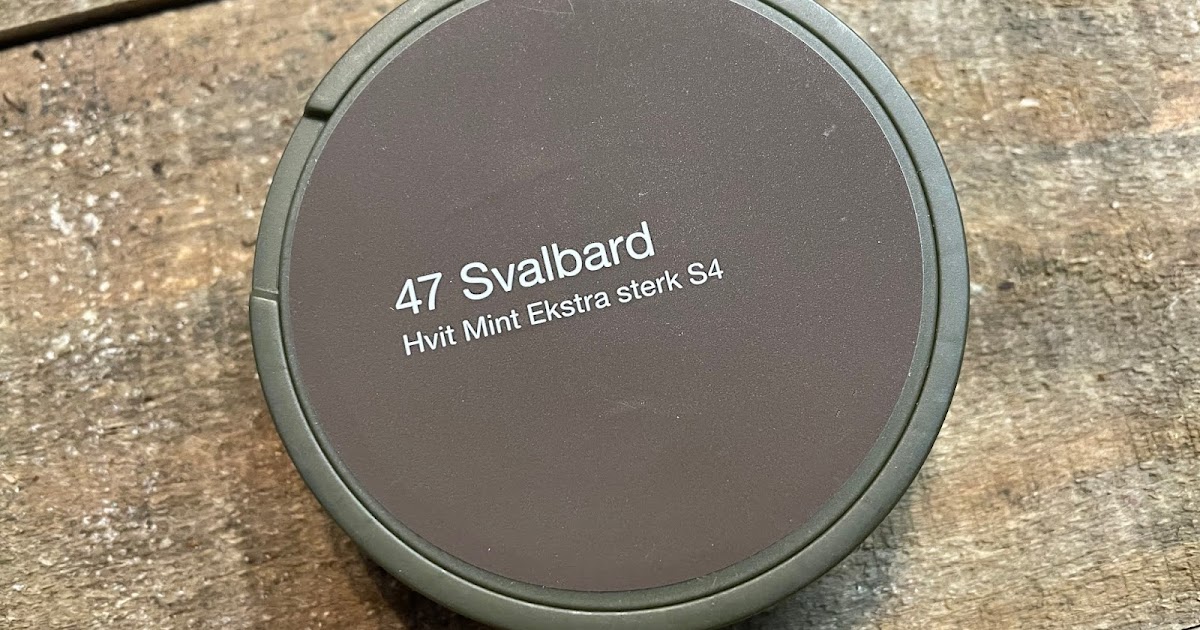 47 Svalbard
Hvit Mint Ekstra sterk S4